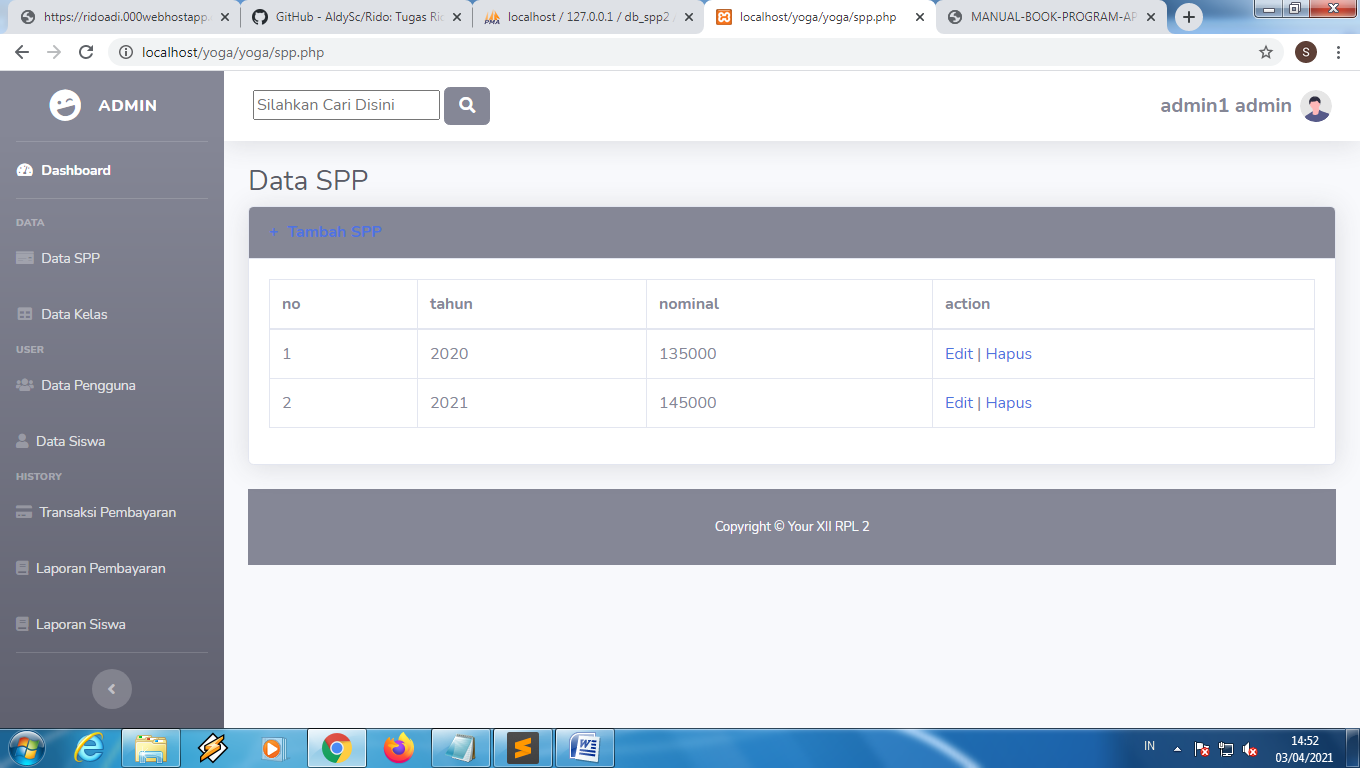 https://ridoadi.000webhostapp.
GitHub - AldySc/Rido: Tugas Ri
localhost / 127.0.0.1 / db_spp2 /
localhost/yoga/yoga/spp.php
MANUAL-BOOK-PROGRAM-AP
localhost/yoga/yoga/spp.php
S
ADMIN
Silahkan Cari Disini
admin1 admin
Dashboard
DATA
Data SPP
Data Kelas
USER
Data Pengguna
Data Siswa
HISTORY
Transaksi Pembayaran
Laporan Pembayaran
Laporan Siswa
Data SPP
+ Tambah SPP
no tahun nominal action
1 2020 135000 Edit | Hapus
2 2021 145000 Edit | Hapus
Copyright © Your XII RPL 2
IN
14:52
03/04/2021